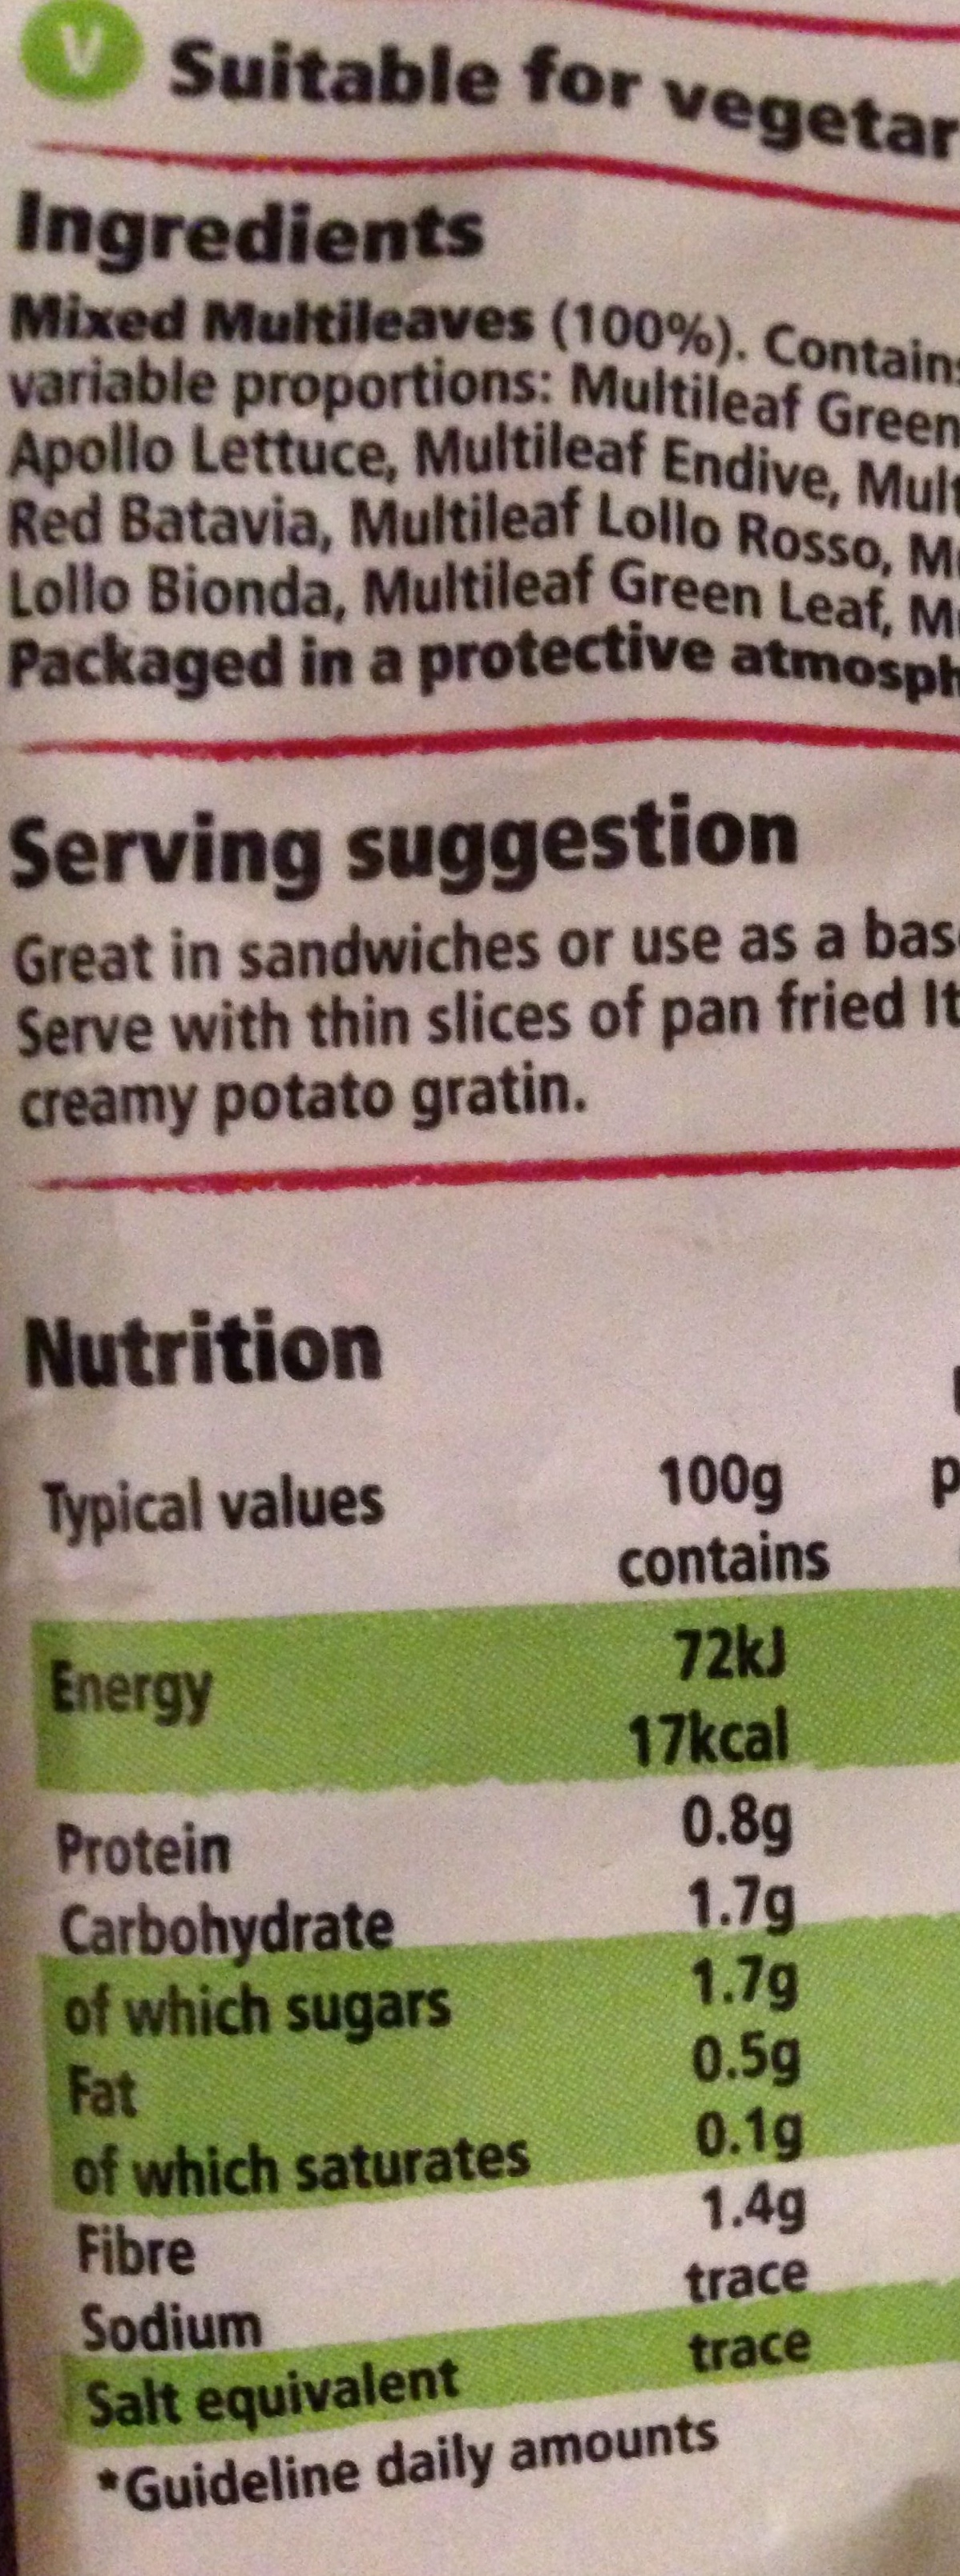 V Suitable for vegetar
Ingredients
Mixed Multileaves (100%). Contains
variable proportions: Multileaf Green
Apollo Lettuce, Multileaf Endive, Mult
Red Batavia, Multileaf Lollo Rosso, Mu
Lollo Bionda, Multileaf Green Leaf, Mu
Packaged in a protective atmosph
Serving suggestion
Great in sandwiches or use as a bas
Serve with thin slices of pan fried It
creamy potato gratin.
Nutrition
Typical values 100g p
contains
Energy 72kJ
17kcal
Protein 0.8g
Carbohydrate 1.7g
of which sugars 1.7g
Fat 0.5g
of which saturates 0.1g
Fibre 1.4g
Sodium trace
Salt equivalent trace
*Guideline daily amounts